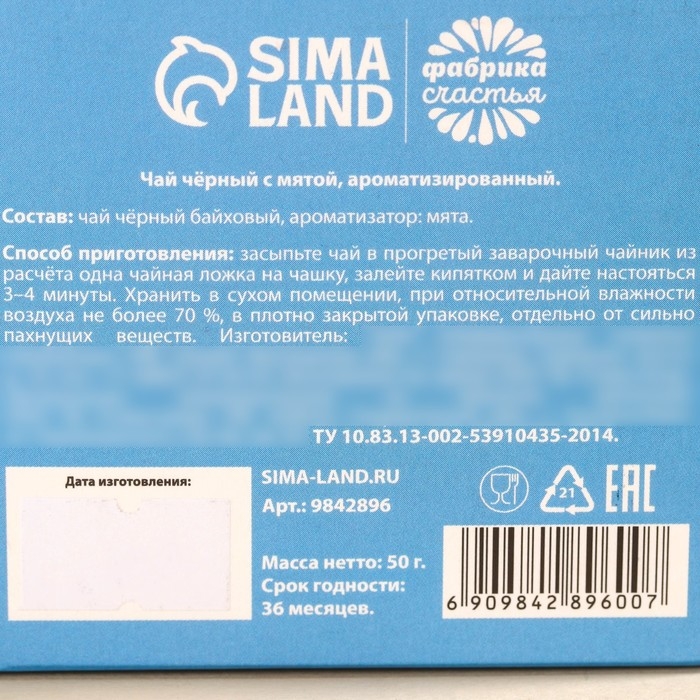 SIMA
LAND
фабрика
счастья
Чай чёрный с мятой, ароматизированный.
Состав: чай чёрный байховый, ароматизатор: мята.
Способ приготовления: засыпьте чай в прогретый заварочный чайник из
расчёта одна чайная ложка на чашку, залейте кипятком и дайте настояться
3–4 минуты. Хранить в сухом помещении, при относительной влажности
воздуха не более 70 %, в плотно закрытой упаковке, отдельно от сильно
пахнущих веществ. Изготовитель:
ТУ 10.83.13-002-53910435-2014.
Дата изготовления:
SIMA-LAND.RU
Арт.: 9842896
21
EAC
Масса нетто: 50 г.
Срок годности:
36 месяцев.
6 909842 896007